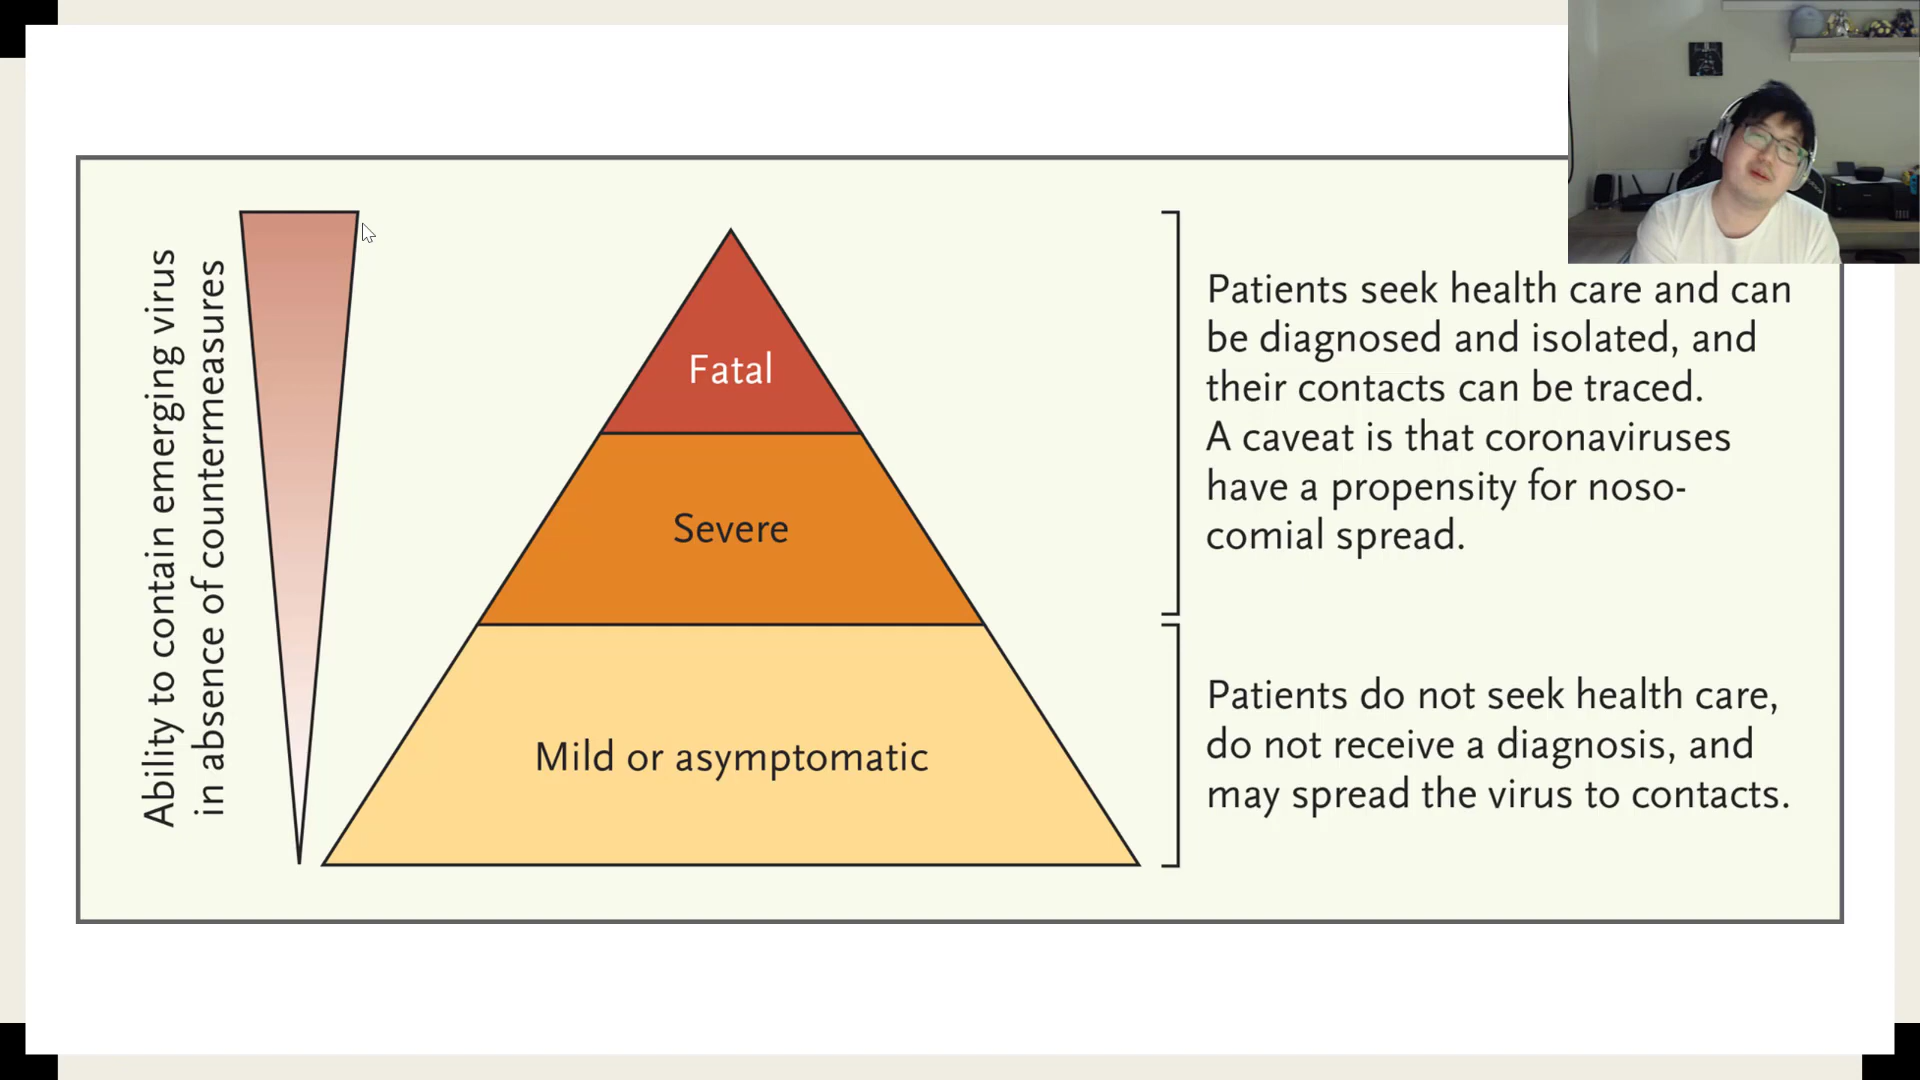 Ability to contain emerging virus
in absence of countermeasures
Fatal
Severe
Mild or asymptomatic
Patients seek health care and can
be diagnosed and isolated, and
their contacts can be traced.
A caveat is that coronaviruses
have a propensity for noso-
comial spread.
Patients do not seek health care,
do not receive a diagnosis, and
may spread the virus to contacts.